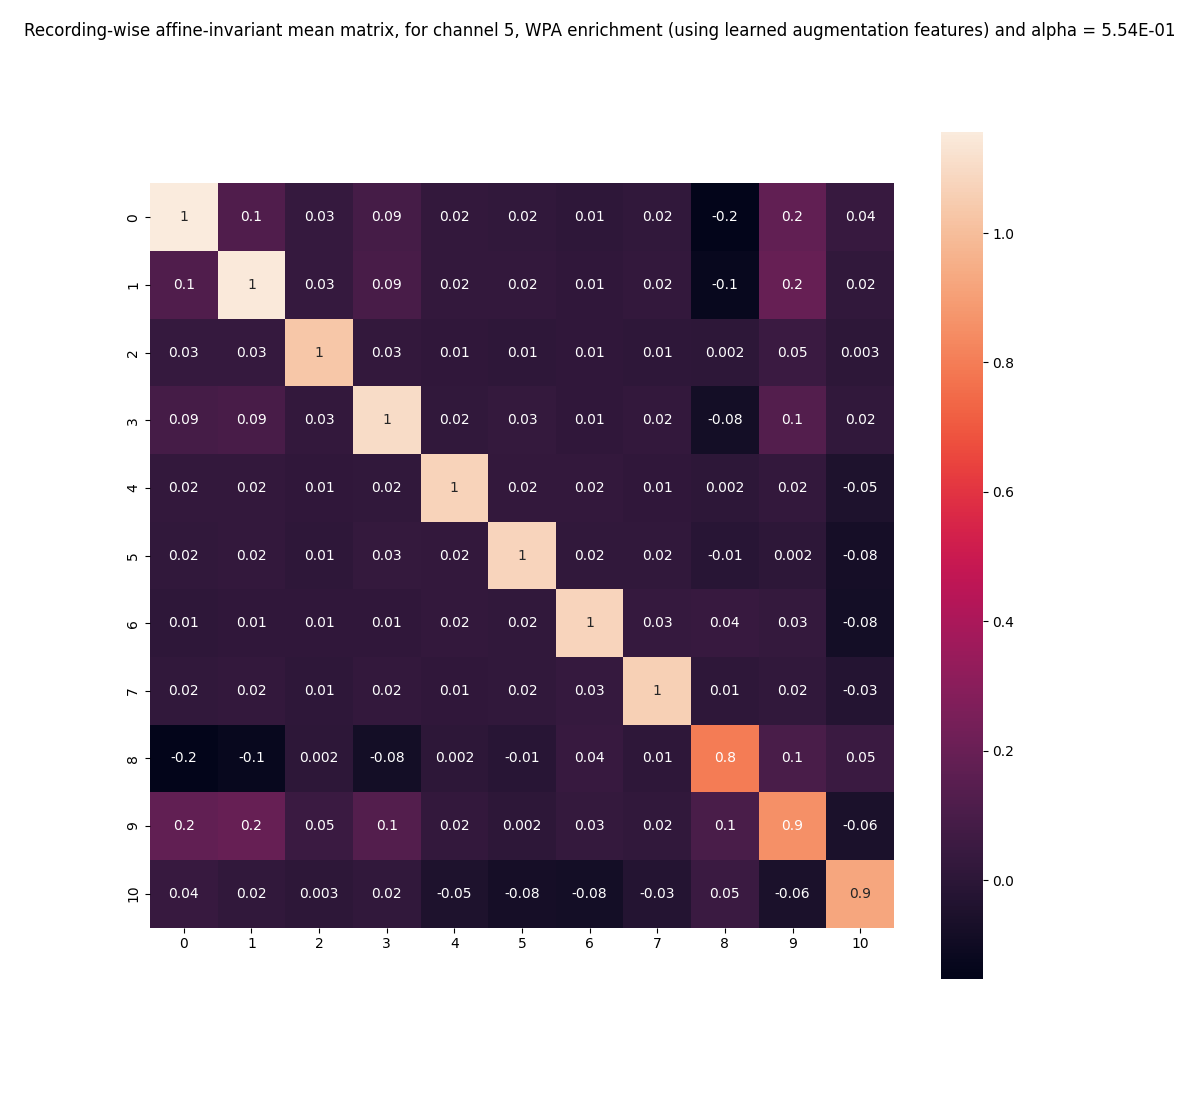 Recording-wise affine-invariant mean matrix, for channel 5, WPA enrichment (using learned augmentation features) and alpha = 5.54E-01
0 1 0.1 0.03 0.09 0.02 0.02 0.01 0.02 -0.2 0.2 0.04
1 0.1 1 0.03 0.09 0.02 0.02 0.01 0.02 -0.1 0.2 0.02
2 0.03 0.03 1 0.03 0.01 0.01 0.01 0.01 0.002 0.05 0.003
3 0.09 0.09 0.03 1 0.02 0.03 0.01 0.02 -0.08 0.1 0.02
4 0.02 0.02 0.01 0.02 1 0.02 0.02 0.01 0.002 0.02 -0.05
5 0.02 0.02 0.01 0.03 0.02 1 0.02 0.02 -0.01 0.002 -0.08
6 0.01 0.01 0.01 0.01 0.02 0.02 1 0.03 0.04 0.03 -0.08
7 0.02 0.02 0.01 0.02 0.01 0.02 0.03 1 0.01 0.02 -0.03
8 -0.2 -0.1 0.002 -0.08 0.002 -0.01 0.04 0.01 0.8 0.1 0.05
9 0.2 0.2 0.05 0.1 0.02 0.002 0.03 0.02 0.1 0.9 -0.06
10 0.04 0.02 0.003 0.02 -0.05 -0.08 -0.08 -0.03 0.05 -0.06 0.9
0 1 2 3 4 5 6 7 8 9 10
1.0
0.8
0.6
0.4
0.2
0.0